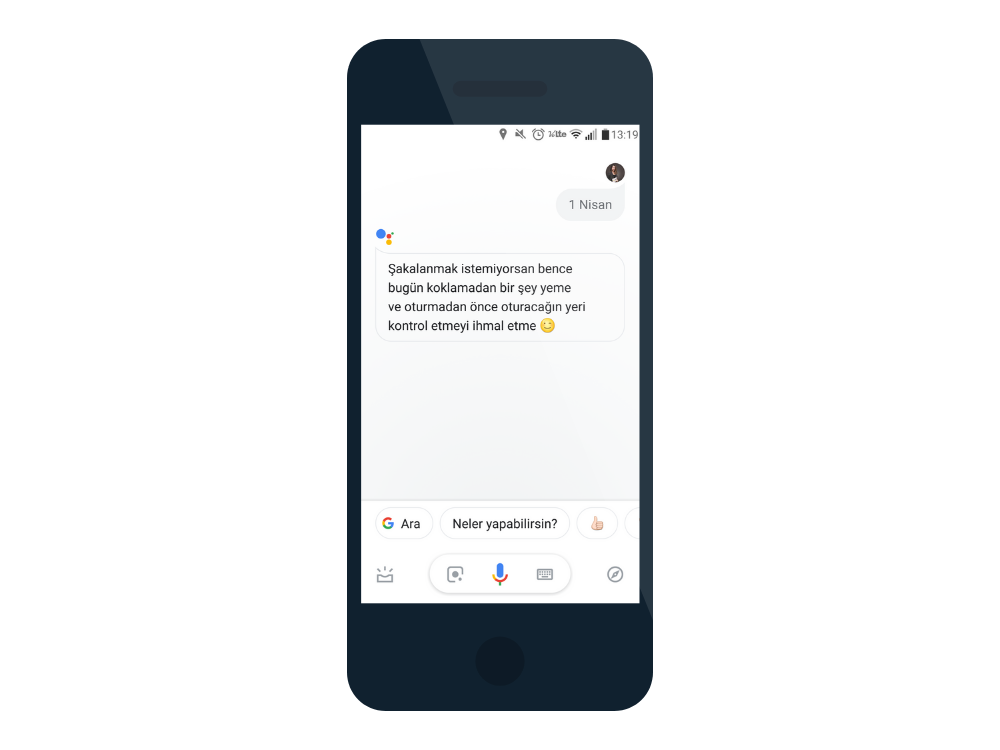 13:19
1 Nisan
Şakalanmak istemiyorsan bence
bugün koklamadan bir şey yeme
ve oturmadan önce oturacağın yeri
kontrol etmeyi ihmal etme 😋
Ara
Neler yapabilirsin?